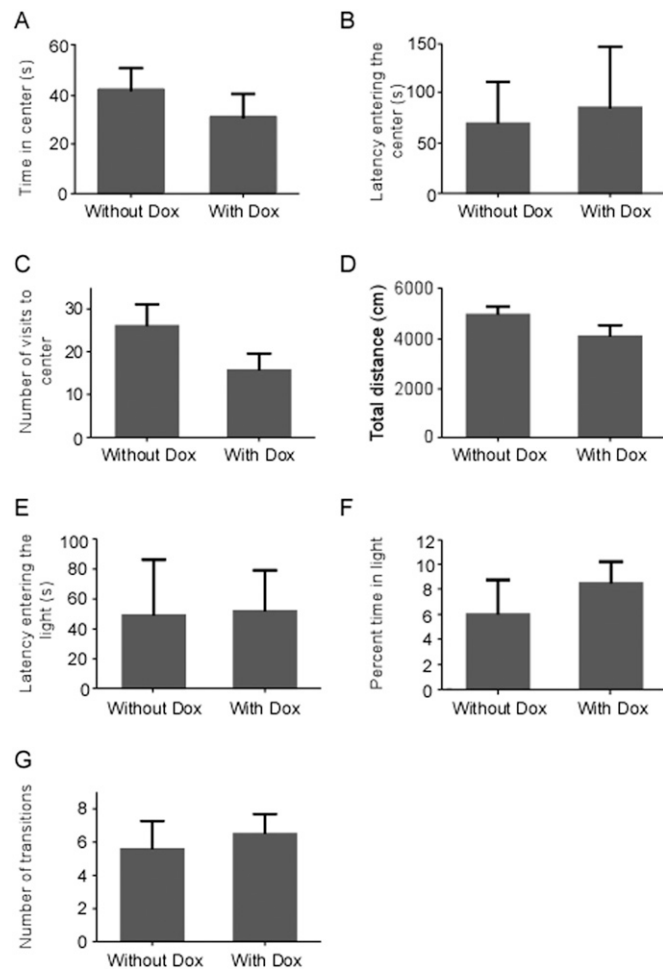 A
Time in center (s)
60
40
20
0
Without Dox
With Dox
B
Latency entering the
center (s)
150
100
50
0
Without Dox
With Dox
C
Number of visits to
center
30
20
10
0
Without Dox
With Dox
D
Total distance (cm)
6000
4000
2000
0
Without Dox
With Dox
E
Latency entering the
light (s)
100
80
60
40
20
0
Without Dox
With Dox
F
Percent time in light
12
10
8
6
4
2
0
Without Dox
With Dox
G
Number of transitions
8
6
4
2
0
Without Dox
With Dox